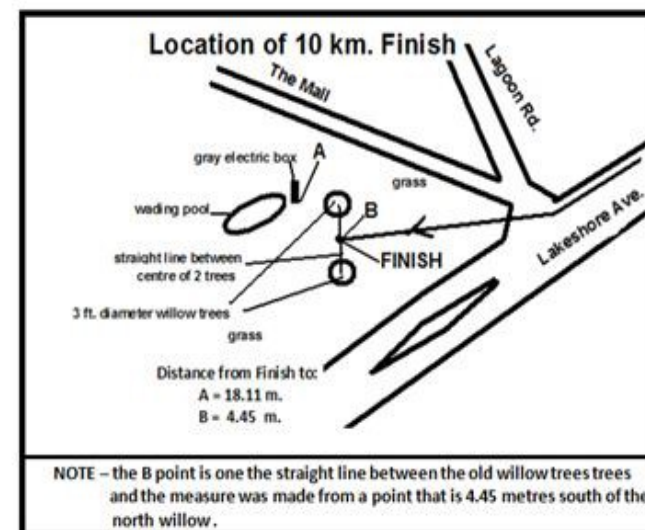 Location of 10 km. Finish
The Mall
Lagoon Rd.
gray electric box
A
grass
wading pool
B
Lakeshore Ave.
straight line between
centre of 2 trees
FINISH
3 ft. diameter willow trees
grass
Distance from Finish to:
A = 18.11 m.
B = 4.45 m.
NOTE – the B point is one the straight line between the old willow trees trees
and the measure was made from a point that is 4.45 metres south of the
north willow.